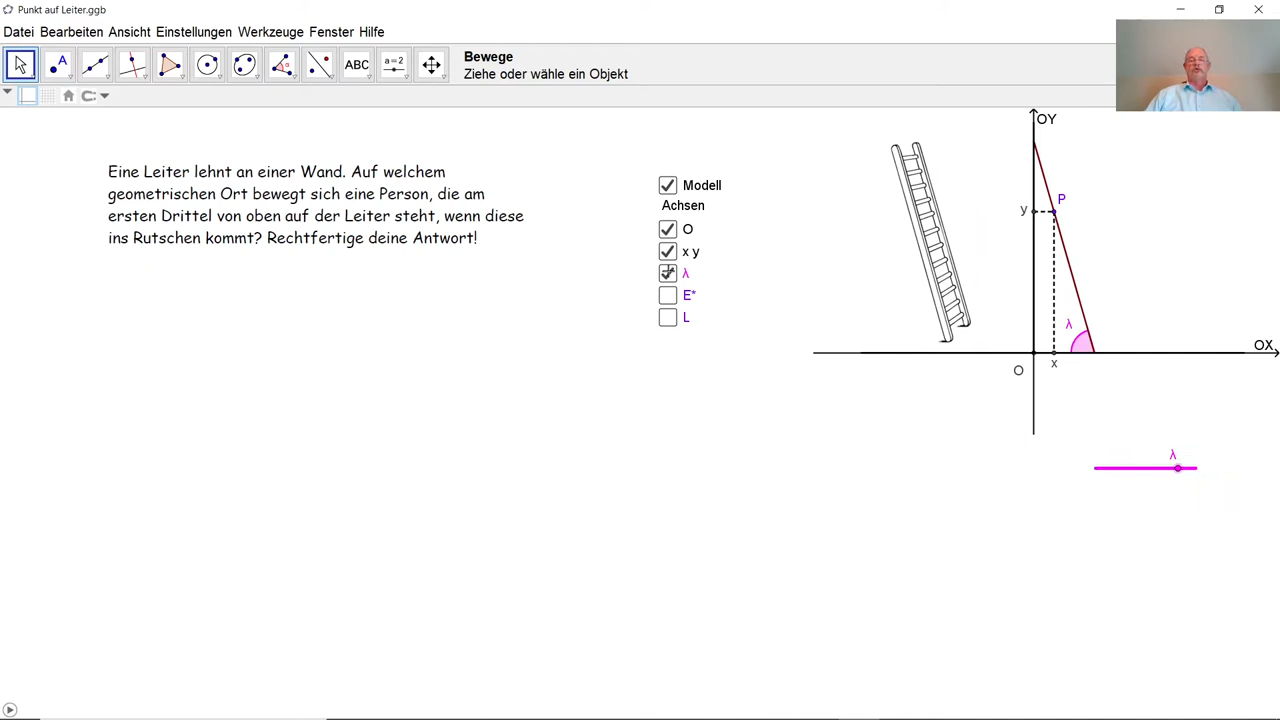 Punkt auf Leiter.ggb
Datei Bearbeiten Ansicht Einstellungen Werkzeuge Fenster Hilfe
A
ABC
a=2
Bewege
Ziehe oder wähle ein Objekt
Eine Leiter lehnt an einer Wand. Auf welchem
geometrischen Ort bewegt sich eine Person, die am
ersten Drittel von oben auf der Leiter steht, wenn diese
ins Rutschen kommt? Rechtfertige deine Antwort!
Modell
Achsen
O
x y
λ
E*
L
OY
P
y
λ
OX
O
x
λ